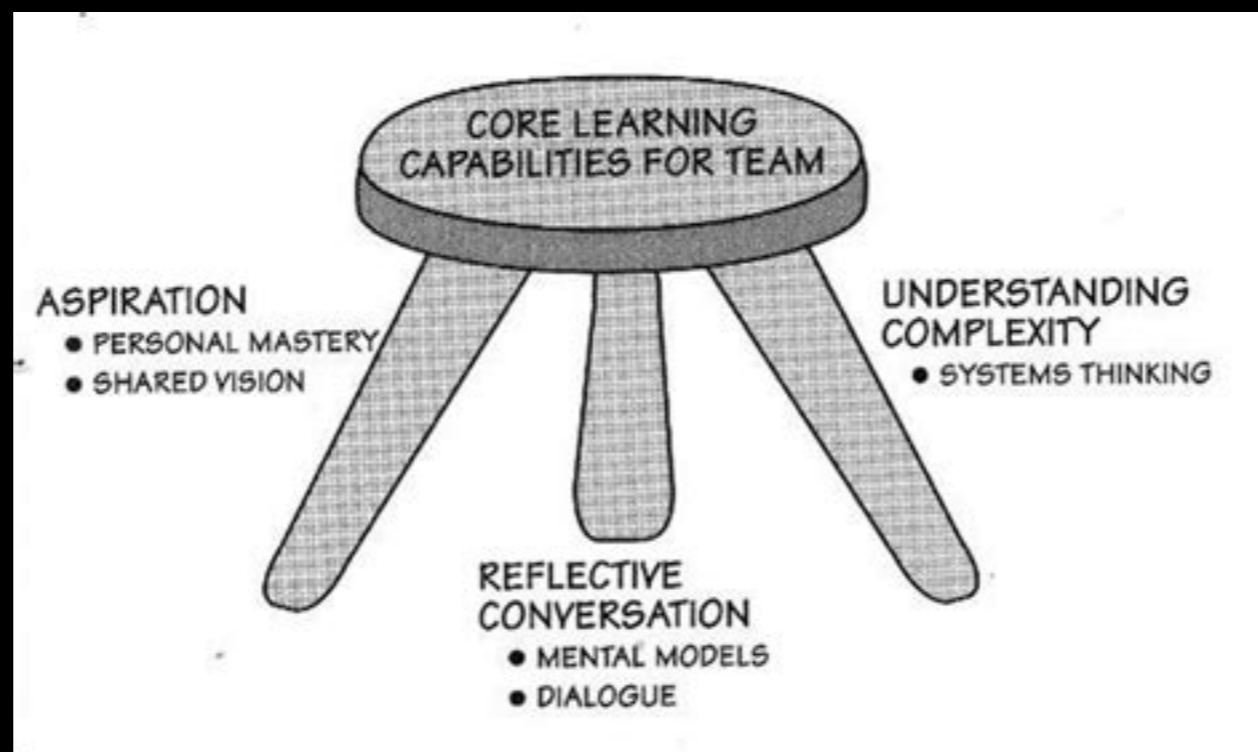 CORE LEARNING
CAPABILITIES FOR TEAM
ASPIRATION
● PERSONAL MASTERY
● SHARED VISION
UNDERSTANDING
COMPLEXITY
● SYSTEMS THINKING
REFLECTIVE
CONVERSATION
● MENTAL MODELS
● DIALOGUE